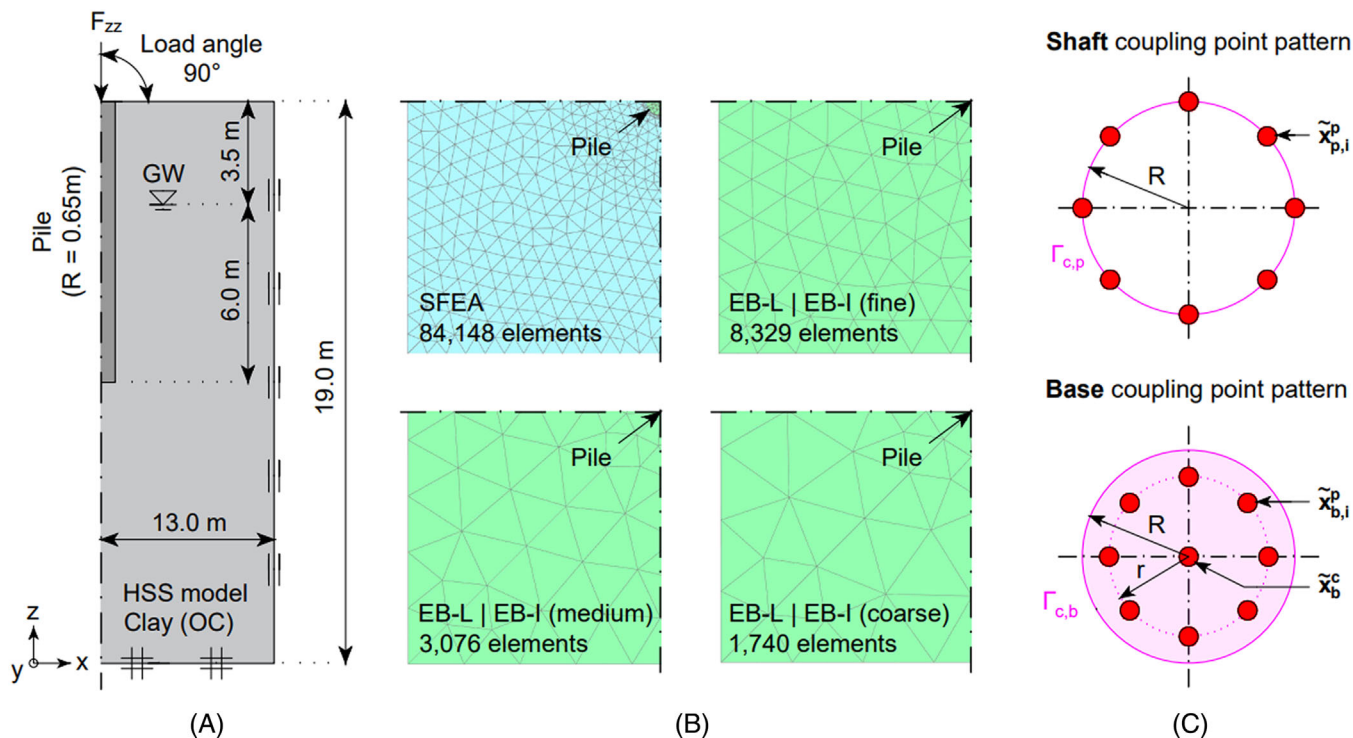 F_zz
Load angle
90°
Pile
(R = 0.65m)
GW
3.5 m
6.0 m
19.0 m
13.0 m
HSS model
Clay (OC)
z
y
x
(A)
Pile
SFEA
84,148 elements
Pile
EB-L | EB-I (fine)
8,329 elements
Pile
EB-L | EB-I (medium)
3,076 elements
Pile
EB-L | EB-I (coarse)
1,740 elements
(B)
Shaft coupling point pattern
x̃^p_p,i
R
Γ_c,p
Base coupling point pattern
x̃^p_b,i
R
r
x̃^c_b
Γ_c,b
(C)